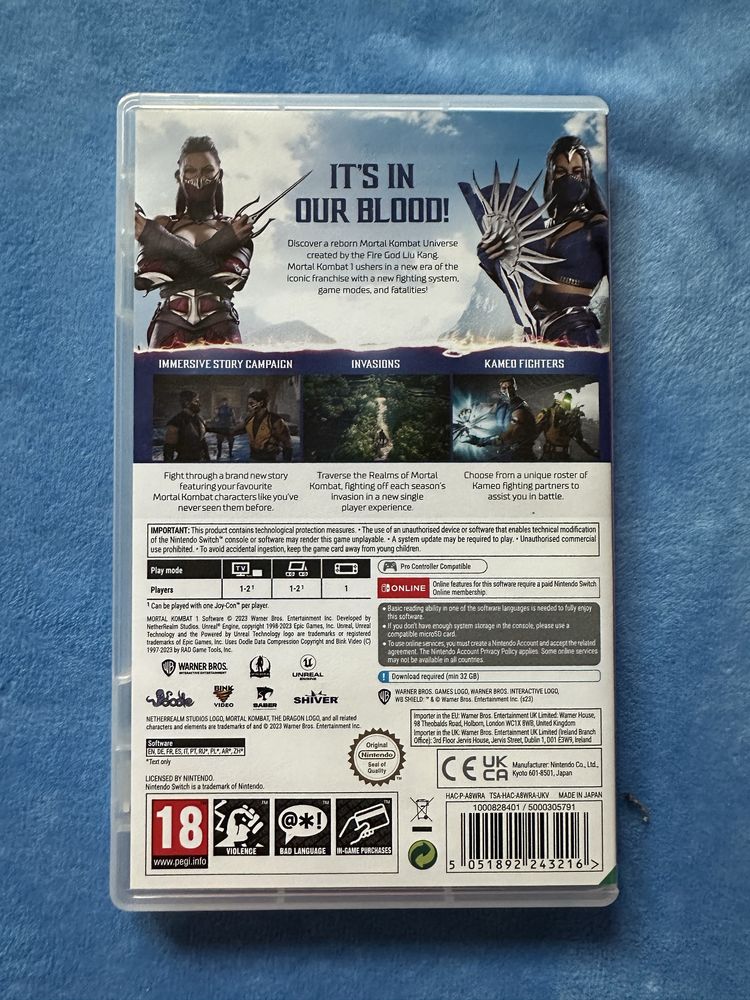 IT'S IN
OUR BLOOD!
Discover a reborn Mortal Kombat Universe
created by the Fire God Liu Kang.
Mortal Kombat 1 ushers in a new era of the
iconic franchise with a new fighting system,
game modes, and fatalities!
IMMERSIVE STORY CAMPAIGN
Fight through a brand new story
featuring your favourite
Mortal Kombat characters like you've
never seen them before.
INVASIONS
Traverse the Realms of Mortal
Kombat, fighting off each season's
invasion in a new single
player experience.
KAMEO FIGHTERS
Choose from a unique roster of
Kameo fighting partners to
assist you in battle.
IMPORTANT: This product contains technological protection measures. • The use of an unauthorised device or software that enables technical modification
of the Nintendo Switch™ console or software may render this game unplayable. • A system update may be required to play. • Unauthorised commercial
use prohibited. • To avoid accidental ingestion, keep the game card away from young children.
Play mode TV
Players 1-2¹ 1-2¹ 1
¹ Can be played with one Joy-Con™ per player.
Pro Controller Compatible
ONLINE
Online features for this software require a paid Nintendo Switch
Online membership.
• Basic reading ability in one of the software languages is needed to fully enjoy
this software.
• If you don't have enough system storage in the console, please use a
compatible microSD card.
• To use online services, you must create a Nintendo Account and accept the related
agreement. The Nintendo Account Privacy Policy applies. Some online services
may not be available in all countries.
Download required (min 32 GB)
MORTAL KOMBAT 1 Software © 2023 Warner Bros. Entertainment Inc. Developed by
NetherRealm Studios. Unreal® Engine, copyright 1998-2023 Epic Games, Inc. Unreal, Unreal
Technology and the Powered by Unreal Technology logo are trademarks or registered
trademarks of Epic Games, Inc. Uses Oodle Data Compression and Bink Video (C)
1997-2023 by RAD Game Tools, Inc.
WB WARNER BROS.
INTERACTIVE ENTERTAINMENT
UNREAL
ENGINE
Oodle
BINK
VIDEO
SABER
SHIVER
WB WARNER BROS. GAMES LOGO, WARNER BROS. INTERACTIVE LOGO,
WB SHIELD: ™ & © Warner Bros. Entertainment Inc. (s23)
NETHERREALM STUDIOS LOGO, MORTAL KOMBAT, THE DRAGON LOGO, and all related
characters and elements are trademarks of and © 2023 Warner Bros. Entertainment Inc.
Software
EN, DE, FR, ES, IT, PT, RU*, PL*, AR*, ZH*
*Text only
LICENSED BY NINTENDO.
Nintendo Switch is a trademark of Nintendo.
Original
Nintendo
Seal of
Quality
Importer in the EU: Warner Bros. Entertainment UK Limited: Warner House,
98 Theobalds Road, Holborn, London WC1X 8WB, United Kingdom
Importer in the UK: Warner Bros. Entertainment UK Limited (Ireland Branch
Office): 3rd Floor Jervis House, Jervis Street, Dublin 1, D01 E3W9, Ireland
CE UK
CA
Manufacturer: Nintendo Co., Ltd.,
Kyoto 601-8501, Japan
HAC-P-A8WRA TSA-HAC-A8WRA-UKV MADE IN JAPAN
1000828401 / 5000305791
5 051892 243216 >
18
www.pegi.info
VIOLENCE
@*!
BAD LANGUAGE
IN-GAME PURCHASES